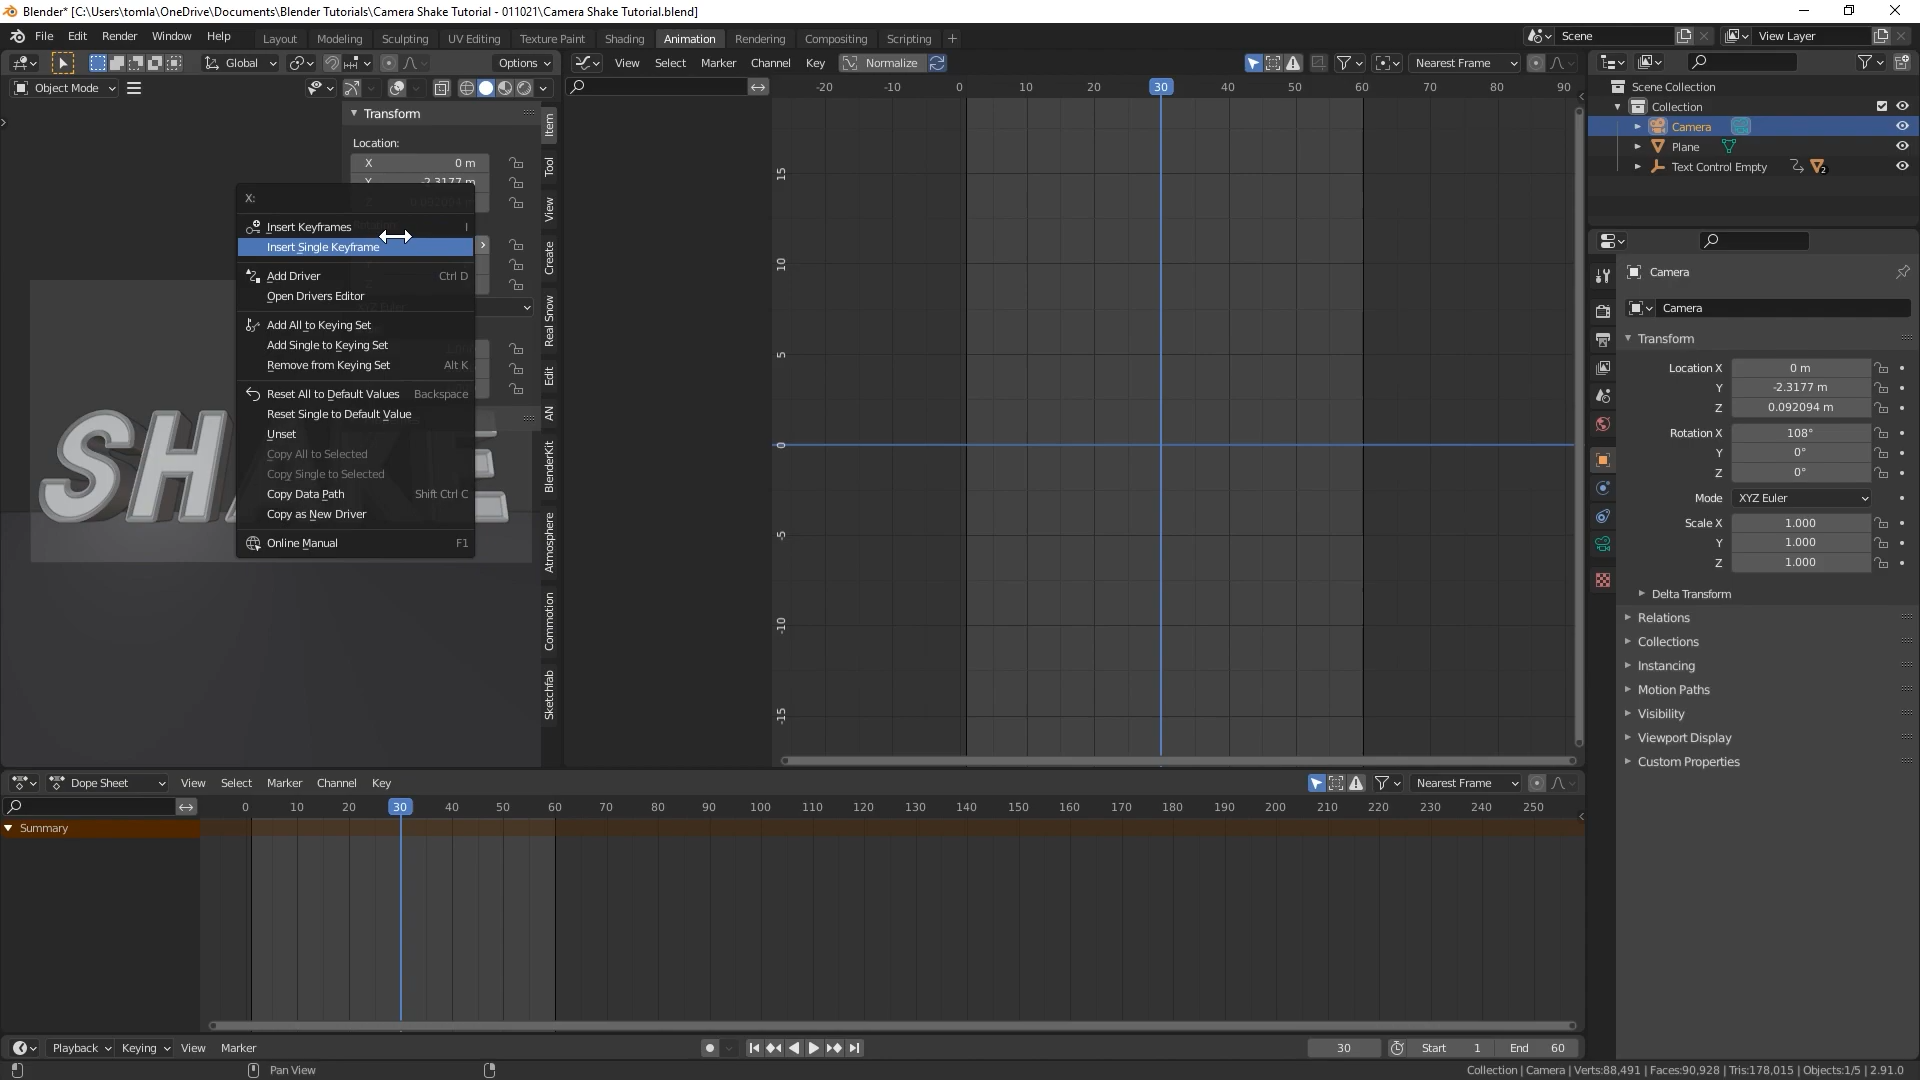 Blender* [C:\Users\tomla\OneDrive\Documents\Blender Tutorials\Camera Shake Tutorial - 011021\Camera Shake Tutorial.blend]
File Edit Render Window Help Layout Modeling Sculpting UV Editing Texture Paint Shading Animation Rendering Compositing Scripting + Scene View Layer
Global Options View Select Marker Channel Key Normalize Nearest Frame
Object Mode
-20 -10 0 10 20 30 40 50 60 70 80 90
Transform
Location:
X 0 m
Y -2.3177 m
X:
Insert Keyframes I
Insert Single Keyframe
Add Driver Ctrl D
Open Drivers Editor
Add All to Keying Set
Add Single to Keying Set
Remove from Keying Set Alt K
Reset All to Default Values Backspace
Reset Single to Default Value
Unset
Copy All to Selected
Copy Single to Selected
Copy Data Path Shift Ctrl C
Copy as New Driver
Online Manual F1
SH E
Item
Tool
View
Create
Real Snow
Edit
AN
BlenderKit
Atmosphere
Commotion
Sketchfab
15
10
5
0
-5
-10
-15
Scene Collection
Collection
Camera
Plane
Text Control Empty 2
Camera
Camera
Transform
Location X 0 m
Y -2.3177 m
Z 0.092094 m
Rotation X 108°
Y 0°
Z 0°
Mode XYZ Euler
Scale X 1.000
Y 1.000
Z 1.000
Delta Transform
Relations
Collections
Instancing
Motion Paths
Visibility
Viewport Display
Custom Properties
Dope Sheet View Select Marker Channel Key Nearest Frame
0 10 20 30 40 50 60 70 80 90 100 110 120 130 140 150 160 170 180 190 200 210 220 230 240 250
Summary
Playback Keying View Marker 30 Start 1 End 60
Pan View Collection | Camera | Verts:88,491 | Faces:90,928 | Tris:178,015 | Objects:1/5 | 2.91.0